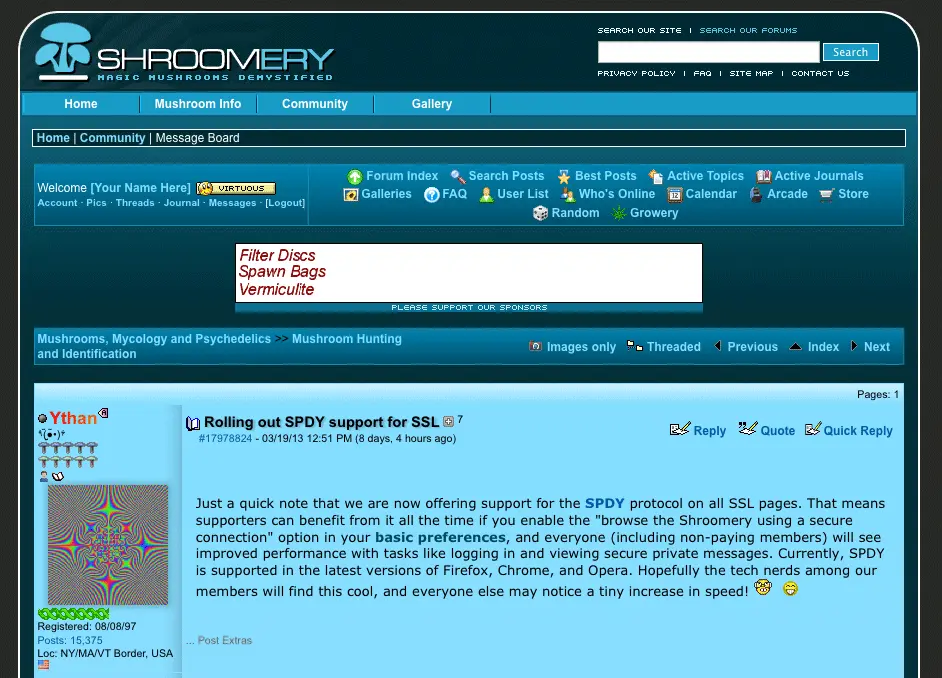 SHROOMERY
MAGIC MUSHROOMS DEMYSTIFIED
SEARCH OUR SITE | SEARCH OUR FORUMS
Search
PRIVACY POLICY | FAQ | SITE MAP | CONTACT US
Home Mushroom Info Community Gallery
Home | Community | Message Board
Welcome [Your Name Here] VIRTUOUS
Account · Pics · Threads · Journal · Messages · [Logout]
Forum Index Search Posts Best Posts Active Topics Active Journals
Galleries FAQ User List Who's Online 12 Calendar Arcade Store
Random Growery
Filter Discs
Spawn Bags
Vermiculite
PLEASE SUPPORT OUR SPONSORS
Mushrooms, Mycology and Psychedelics >> Mushroom Hunting
and Identification
Images only Threaded Previous Index Next
Pages: 1
Ythan
Rolling out SPDY support for SSL 7
#17978824 - 03/19/13 12:51 PM (8 days, 4 hours ago)
Reply Quote Quick Reply
Just a quick note that we are now offering support for the SPDY protocol on all SSL pages. That means
supporters can benefit from it all the time if you enable the "browse the Shroomery using a secure
connection" option in your basic preferences, and everyone (including non-paying members) will see
improved performance with tasks like logging in and viewing secure private messages. Currently, SPDY
is supported in the latest versions of Firefox, Chrome, and Opera. Hopefully the tech nerds among our
members will find this cool, and everyone else may notice a tiny increase in speed!
Registered: 08/08/97
Posts: 15,375
Loc: NY/MA/VT Border, USA
... Post Extras